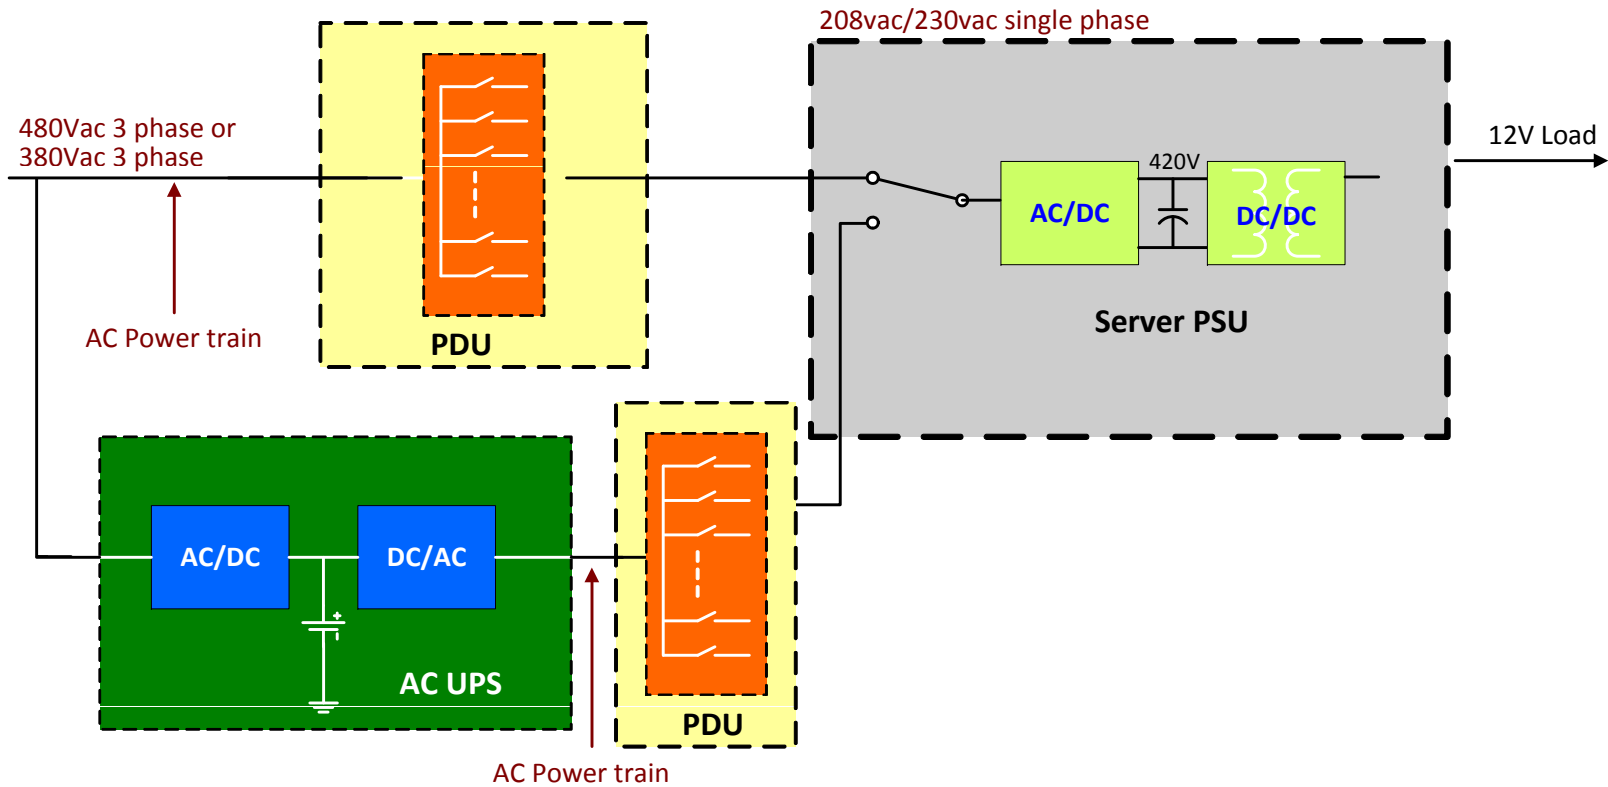 208vac/230vac single phase
480Vac 3 phase or
380Vac 3 phase
12V Load
420V
AC/DC
DC/DC
Server PSU
AC Power train
PDU
AC/DC
DC/AC
AC UPS
PDU
AC Power train